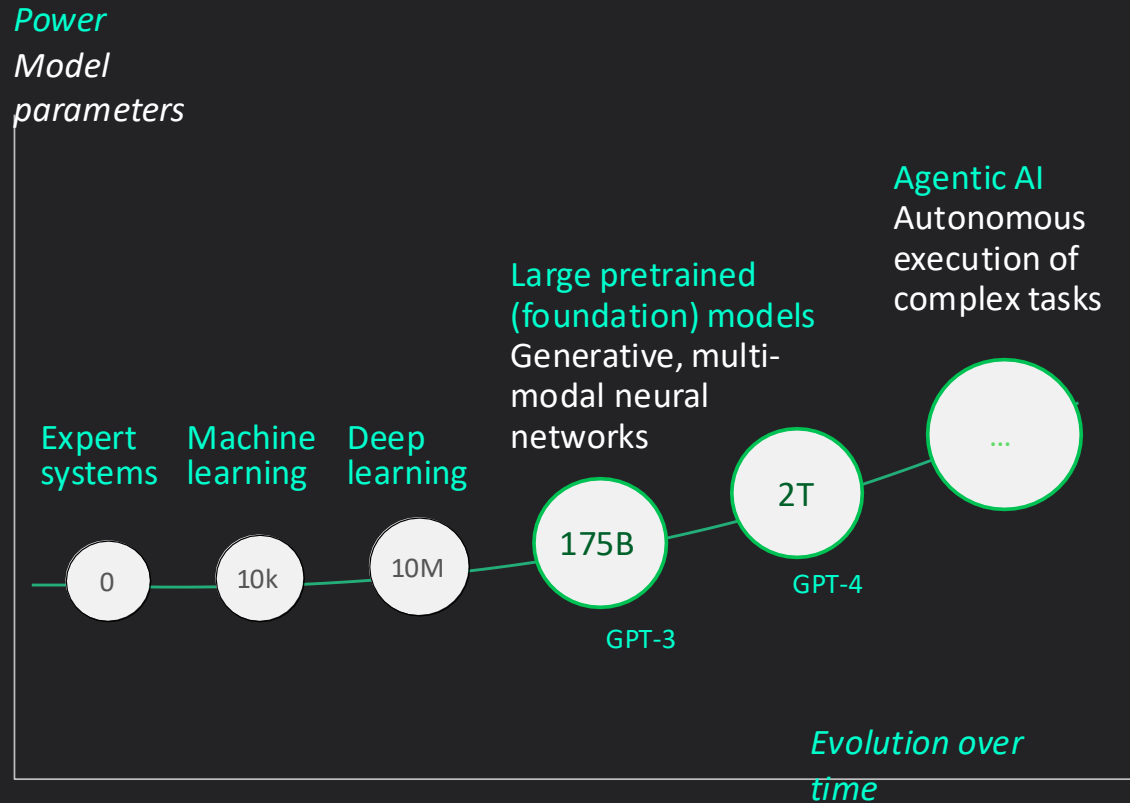 Power
Model
parameters
Agentic AI
Autonomous
execution of
complex tasks
Large pretrained
(foundation) models
Generative, multi-
modal neural
networks
Expert
systems
Machine
learning
Deep
learning
0
10k
10M
175B
2T
...
GPT-3
GPT-4
Evolution over
time